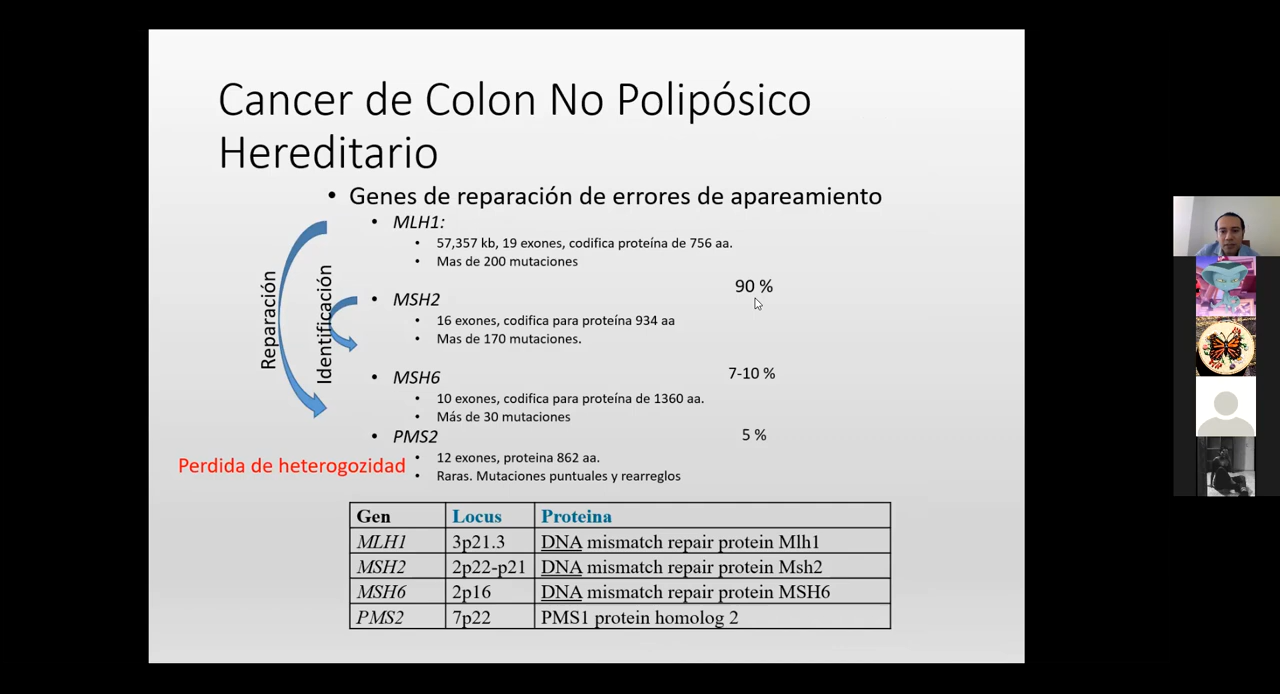 Cancer de Colon No Polipósico
Hereditario
• Genes de reparación de errores de apareamiento
• MLH1:
• 57,357 kb, 19 exones, codifica proteína de 756 aa.
• Mas de 200 mutaciones
90 %
• MSH2
• 16 exones, codifica para proteína 934 aa
• Mas de 170 mutaciones.
Reparación
Identificación
• MSH6
7-10 %
• 10 exones, codifica para proteína de 1360 aa.
• Más de 30 mutaciones
• PMS2
5 %
• 12 exones, proteina 862 aa.
Perdida de heterogozidad
• Raras. Mutaciones puntuales y rearreglos
Gen Locus Proteina
MLH1 3p21.3 DNA mismatch repair protein Mlh1
MSH2 2p22-p21 DNA mismatch repair protein Msh2
MSH6 2p16 DNA mismatch repair protein MSH6
PMS2 7p22 PMS1 protein homolog 2